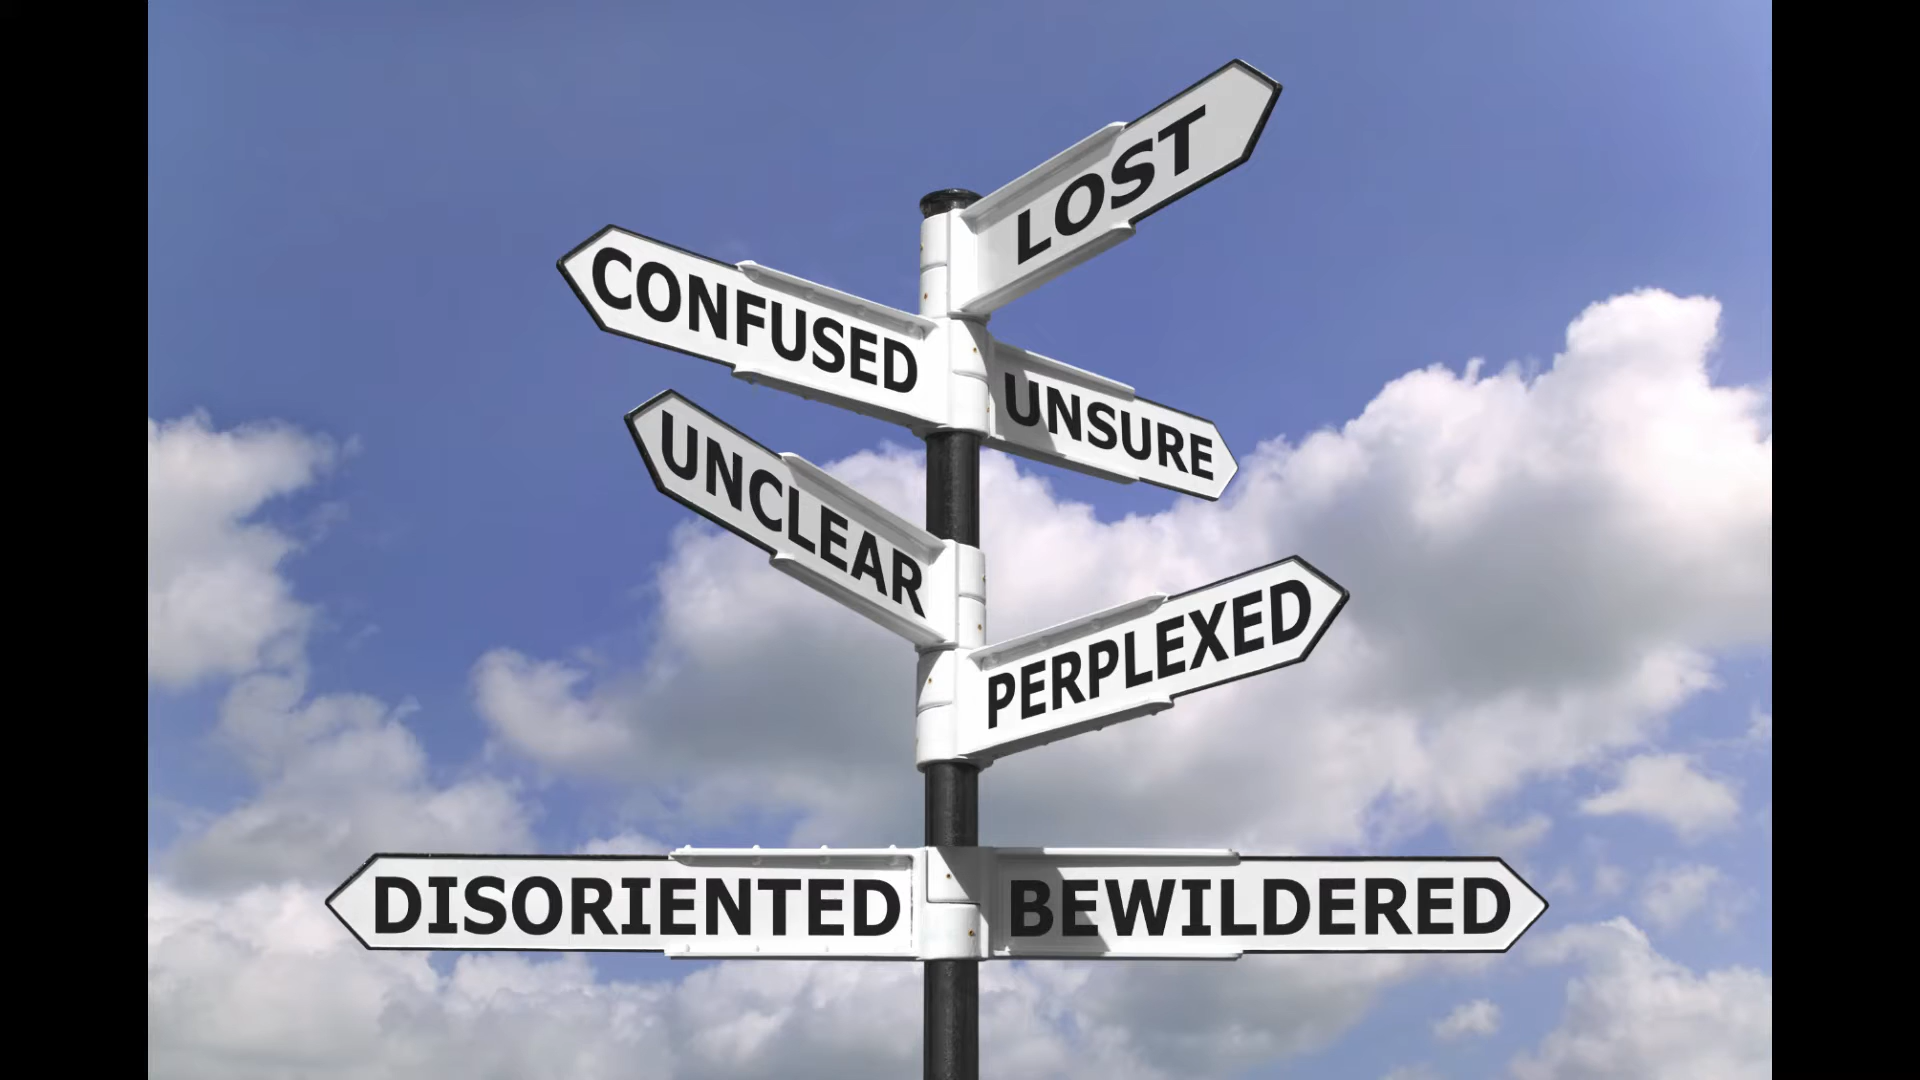 LOST
CONFUSED
UNSURE
UNCLEAR
PERPLEXED
DISORIENTED
BEWILDERED